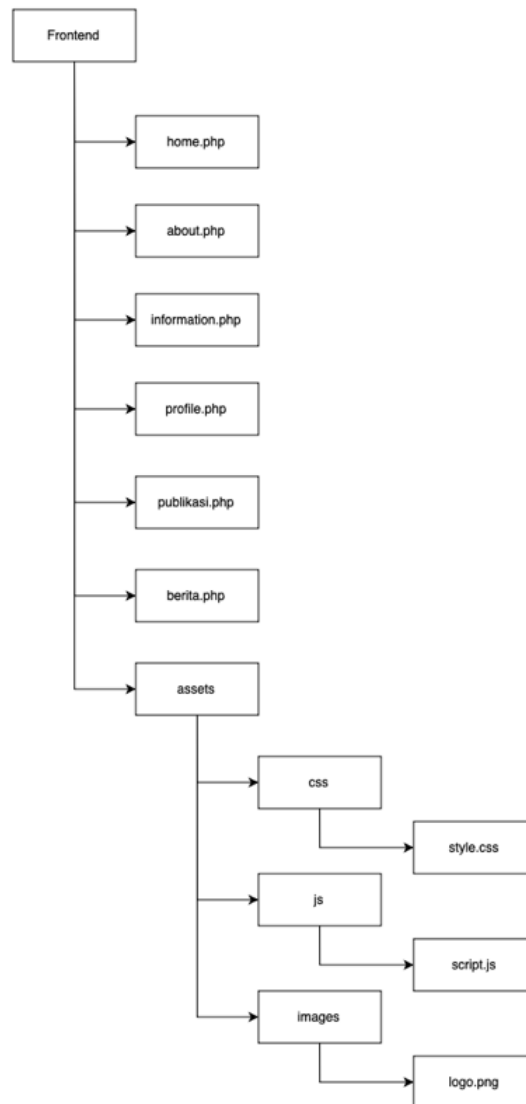 Frontend
home.php
about.php
information.php
profile.php
publikasi.php
berita.php
assets
css
style.css
js
script.js
images
logo.png